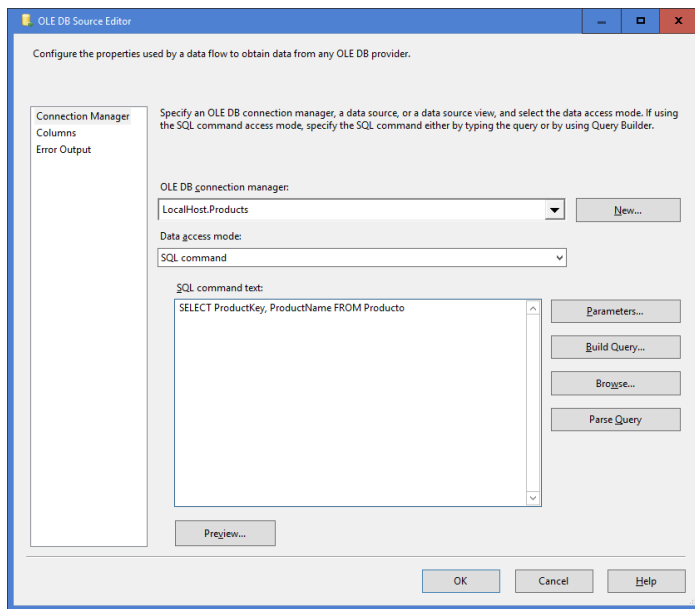 OLE DB Source Editor
Configure the properties used by a data flow to obtain data from any OLE DB provider.
Connection Manager
Columns
Error Output
Specify an OLE DB connection manager, a data source, or a data source view, and select the data access mode. If using
the SQL command access mode, specify the SQL command either by typing the query or by using Query Builder.
OLE DB connection manager:
LocalHost.Products
New...
Data access mode:
SQL command
SQL command text:
SELECT ProductKey, ProductName FROM Producto
Parameters...
Build Query...
Browse...
Parse Query
Preview...
OK
Cancel
Help